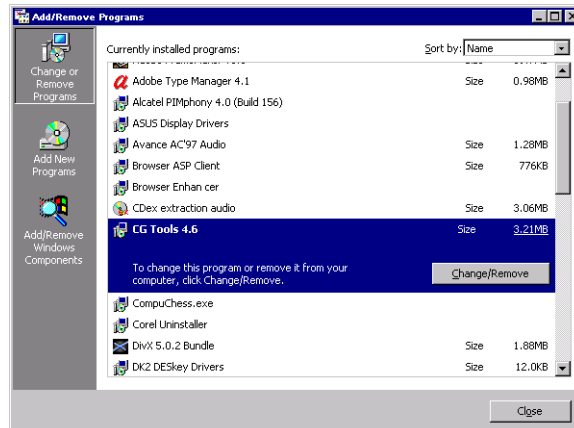 Add/Remove Programs
Change or
Remove
Programs
Add New
Programs
Add/Remove
Windows
Components
Currently installed programs:
Sort by: Name
Adobe Type Manager 4.1 Size 0.98MB
Alcatel PIMphony 4.0 (Build 156)
ASUS Display Drivers
Avance AC'97 Audio Size 1.28MB
Browser ASP Client Size 776KB
Browser Enhan cer
CDex extraction audio Size 3.06MB
CG Tools 4.6 Size 3.21MB
To change this program or remove it from your
computer, click Change/Remove.
Change/Remove
CompuChess.exe
Corel Uninstaller
DivX 5.0.2 Bundle Size 1.88MB
DK2 DESkey Drivers Size 12.0KB
Close